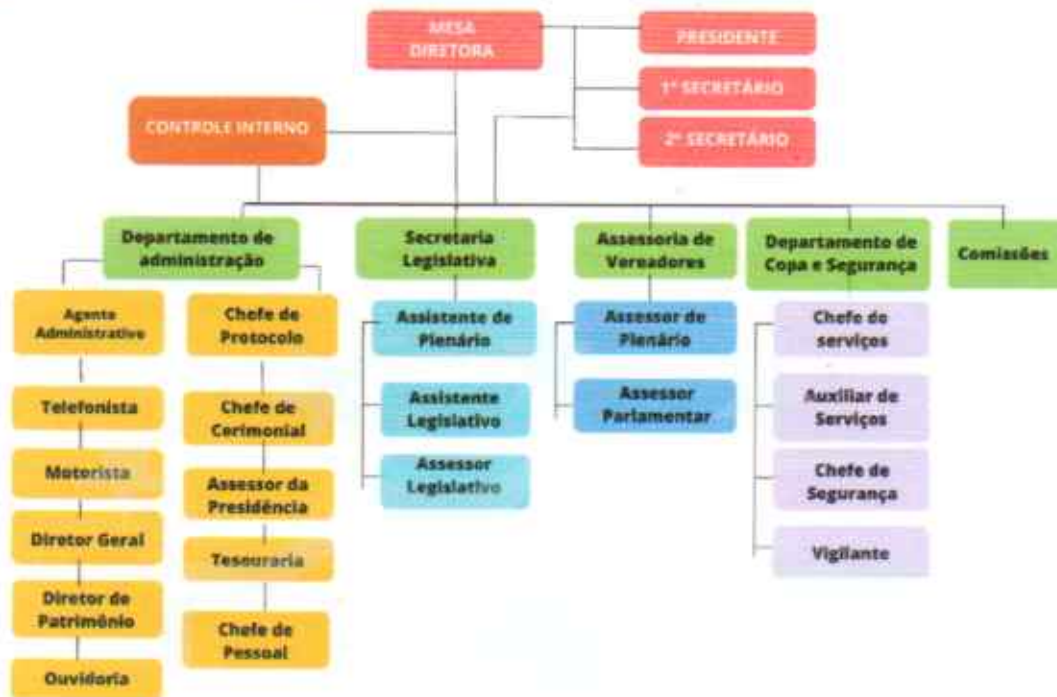 MESA
DIRETORA
PRESIDENTE
1º SECRETÁRIO
2º SECRETÁRIO
CONTROLE INTERNO
Departamento de
administração
Secretaria
Legislativa
Assessoria de
Vereadores
Departamento de
Copa e Segurança
Comissões
Agente
Administrativo
Telefonista
Motorista
Diretor Geral
Diretor de
Patrimônio
Ouvidoria
Chefe de
Protocolo
Chefe de
Cerimonial
Assessor da
Presidência
Tesouraria
Chefe de
Pessoal
Assistente de
Plenário
Assistente
Legislativo
Assessor
Legislativo
Assessor de
Plenário
Assessor
Parlamentar
Chefe de
serviços
Auxiliar de
Serviços
Chefe de
Segurança
Vigilante